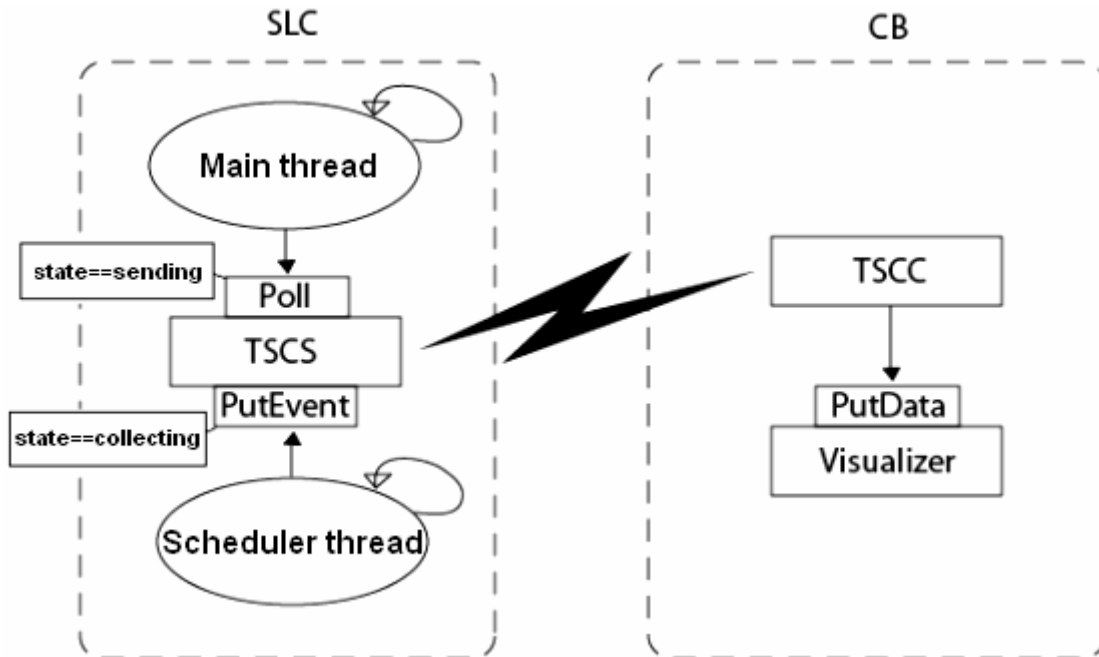 SLC
CB
Main thread
state==sending
Poll
TSCS
PutEvent
state==collecting
Scheduler thread
TSCC
PutData
Visualizer